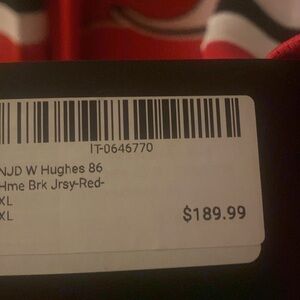 IT-0646770
NJD W Hughes 86
Hme Brk Jrsy-Red-
XL
XL
$189.99